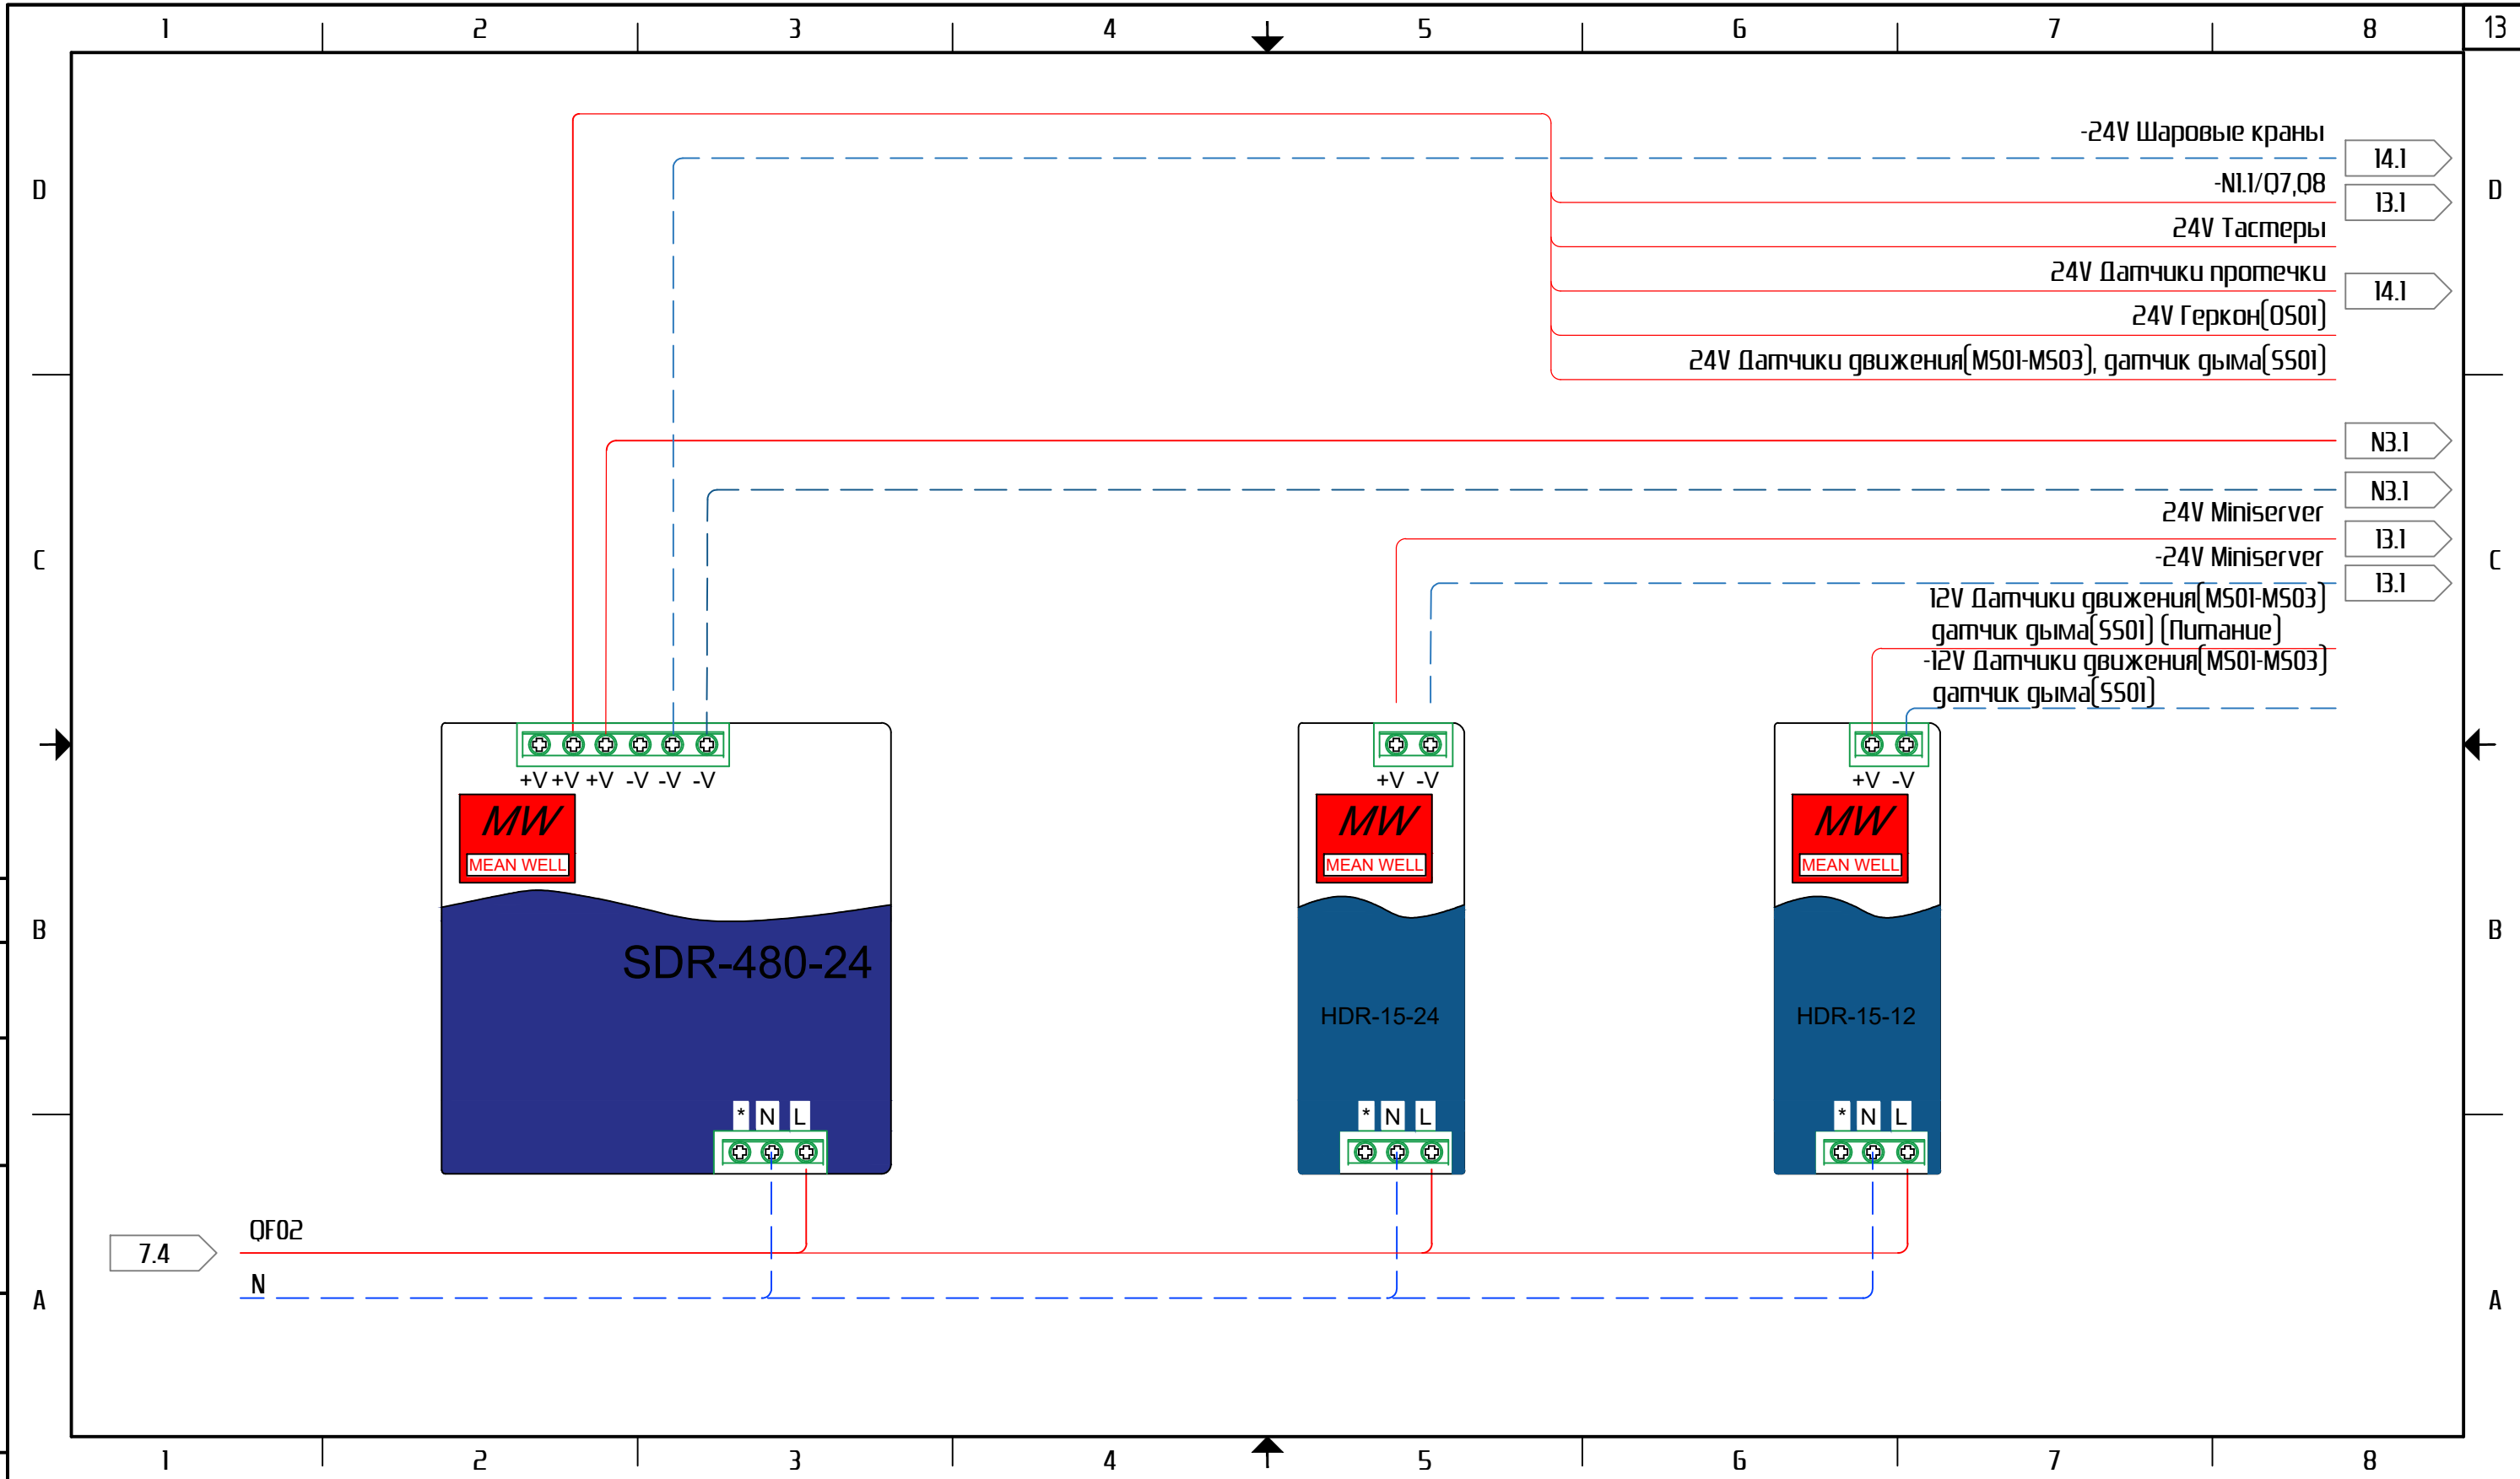 1 2 3 4 5 6 7 8 13
-24V Шаровые краны
14.1
D
-N1.1/Q7,Q8
D
13.1
24V Тастеры
24V Датчики протечки
14.1
24V Геркон(OS01)
24V Датчики движения(MS01-MS03), датчик дыма(SS01)
N3.1
N3.1
24V Miniserver
13.1
C
-24V Miniserver
C
13.1
12V Датчики движения(MS01-MS03)
датчик дыма(SS01) (Питание)
-12V Датчики движения(MS01-MS03)
датчик дыма(SS01)
+V +V +V -V -V -V
+V -V
+V -V
MW
MEAN WELL
MW
MEAN WELL
MW
MEAN WELL
B
B
SDR-480-24
HDR-15-24
HDR-15-12
* N L
* N L
* N L
QF02
7.4
N
A
A
1 2 3 4 5 6 7 8